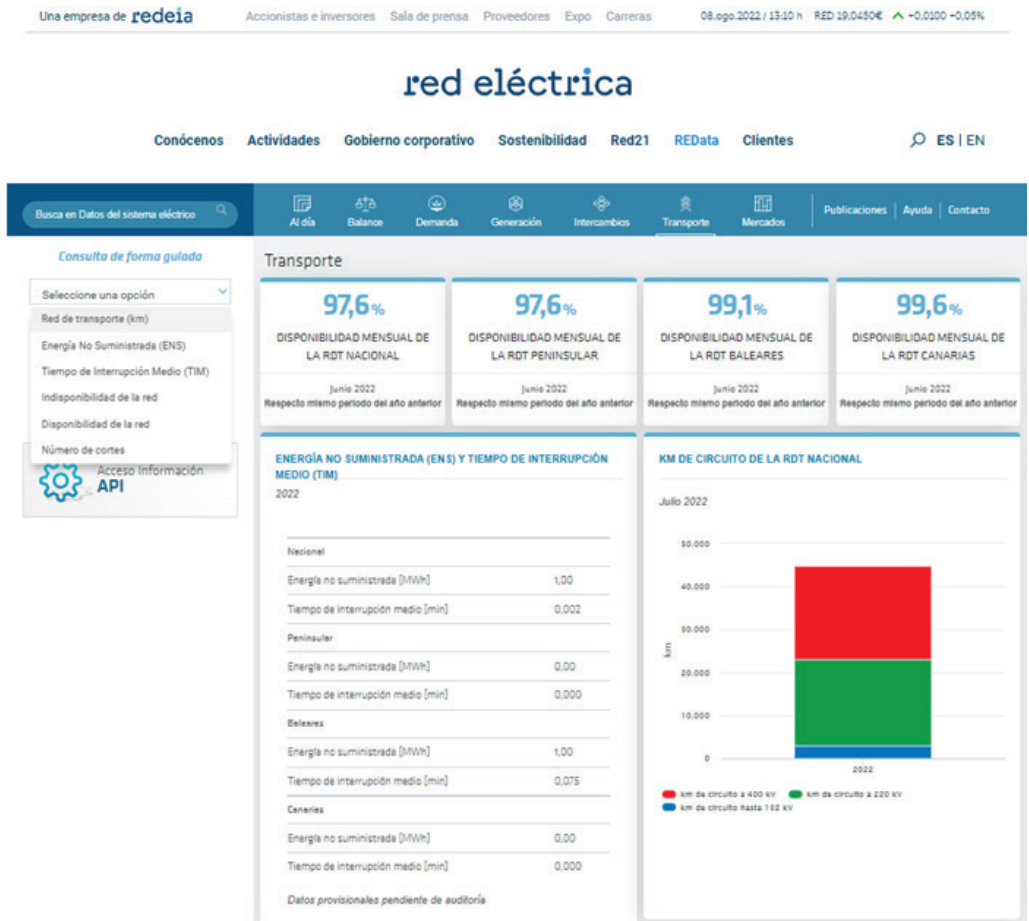 Una empresa de redeia
Accionistas e inversores Sala de prensa Proveedores Expo Carreras
08.ago.2022 / 13:10 h RED 19,0450€ +0,0100 +0,05%
red eléctrica
Conócenos Actividades Gobierno corporativo Sostenibilidad Red21 REData Clientes ES | EN
Busca en Datos del sistema eléctrico
Al día Balance Demanda Generación Intercambios Transporte Mercados
Publicaciones | Ayuda | Contacto
Consulta de forma guiada
Seleccione una opción
Red de transporte (km)
Energía No Suministrada (ENS)
Tiempo de Interrupción Medio (TIM)
Indisponibilidad de la red
Disponibilidad de la red
Número de cortes
Acceso Información
API
Transporte
97,6%
DISPONIBILIDAD MENSUAL DE
LA RDT NACIONAL
Junio 2022
Respecto mismo periodo del año anterior
97,6%
DISPONIBILIDAD MENSUAL DE
LA RDT PENINSULAR
Junio 2022
Respecto mismo periodo del año anterior
99,1%
DISPONIBILIDAD MENSUAL DE
LA RDT BALEARES
Junio 2022
Respecto mismo periodo del año anterior
99,6%
DISPONIBILIDAD MENSUAL DE
LA RDT CANARIAS
Junio 2022
Respecto mismo periodo del año anterior
ENERGÍA NO SUMINISTRADA (ENS) Y TIEMPO DE INTERRUPCIÓN
MEDIO (TIM)
2022
Nacional
Energía no suministrada [MWh] 1,00
Tiempo de interrupción medio [min] 0,002
Peninsular
Energía no suministrada [MWh] 0,00
Tiempo de interrupción medio [min] 0,000
Baleares
Energía no suministrada [MWh] 1,00
Tiempo de interrupción medio [min] 0,075
Canarias
Energía no suministrada [MWh] 0,00
Tiempo de interrupción medio [min] 0,000
Datos provisionales pendiente de auditoría
KM DE CIRCUITO DE LA RDT NACIONAL
Julio 2022
50.000
40.000
30.000
20.000
10.000
0
km
2022
km de circuito a 400 kV km de circuito a 220 kV
km de circuito hasta 132 kV